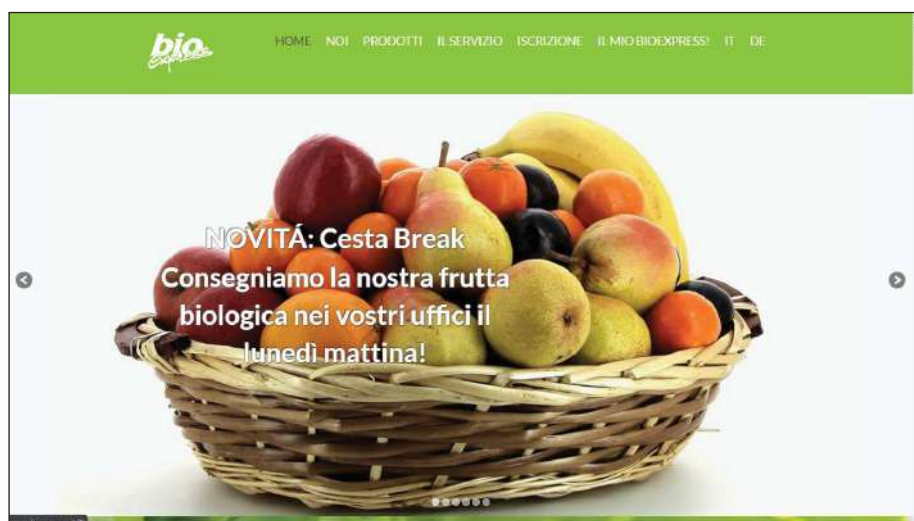 bio
express
HOME NOI PRODOTTI IL SERVIZIO ISCRIZIONE IL MIO BIOEXPRESS! IT DE
NOVITÁ: Cesta Break
Consegniamo la nostra frutta
biologica nei vostri uffici il
lunedì mattina!